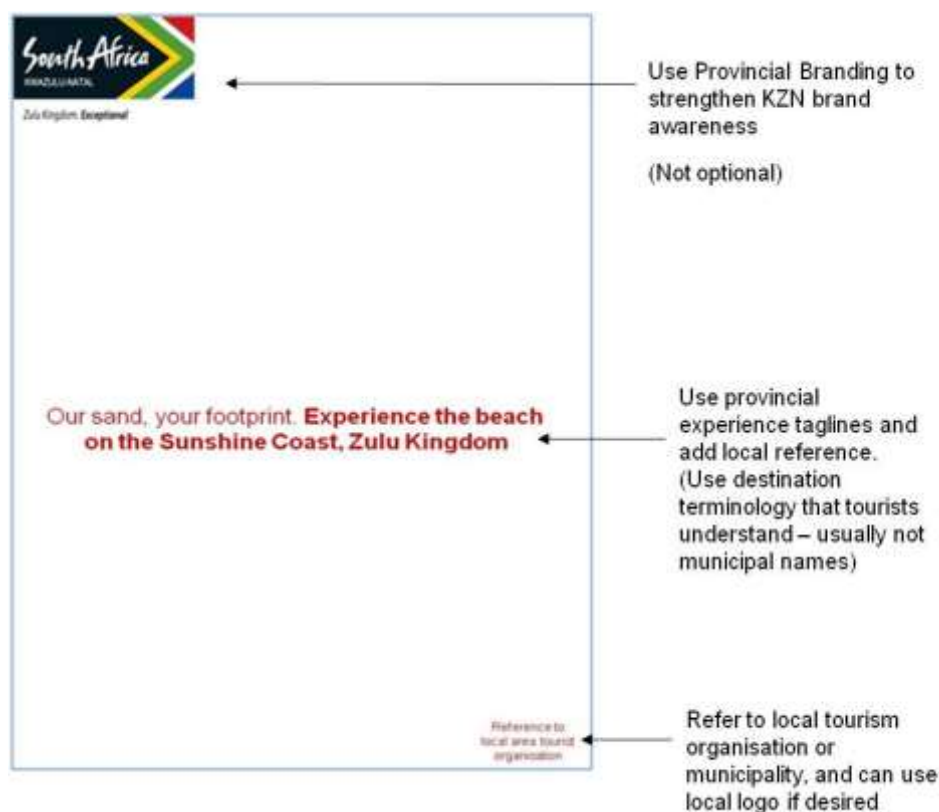 South Africa
KWAZULU-NATAL
Zulu Kingdom. Exceptional
Use Provincial Branding to
strengthen KZN brand
awareness
(Not optional)
Our sand, your footprint. Experience the beach
on the Sunshine Coast, Zulu Kingdom
Use provincial
experience taglines and
add local reference.
(Use destination
terminology that tourists
understand – usually not
municipal names)
Reference to
local area tourist
organisation
Refer to local tourism
organisation or
municipality, and can use
local logo if desired